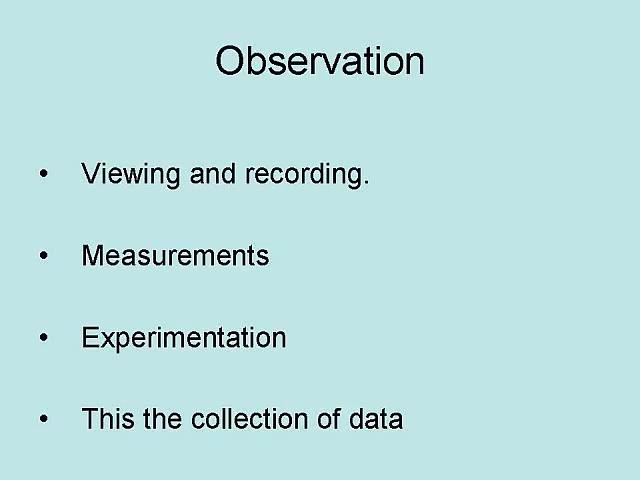 Observation
• Viewing and recording.
• Measurements
• Experimentation
• This the collection of data